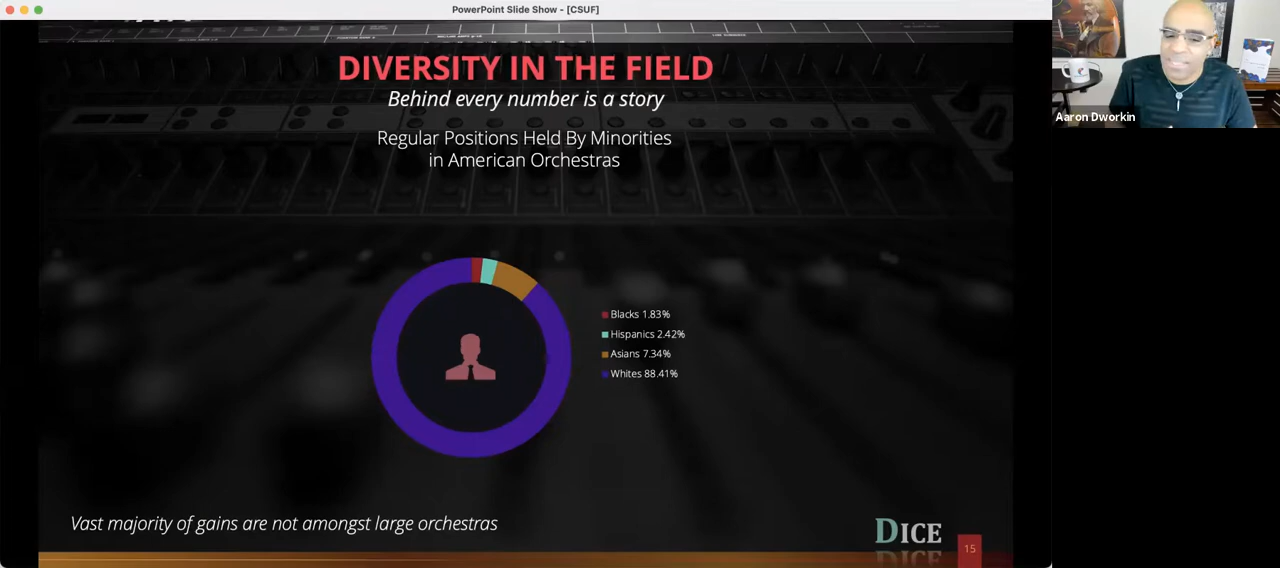 PowerPoint Slide Show - [CSUF]
DIVERSITY IN THE FIELD
Behind every number is a story
Regular Positions Held By Minorities
in American Orchestras
Blacks 1.83%
Hispanics 2.42%
Asians 7.34%
Whites 88.41%
Vast majority of gains are not amongst large orchestras
DICE
15
Aaron Dworkin